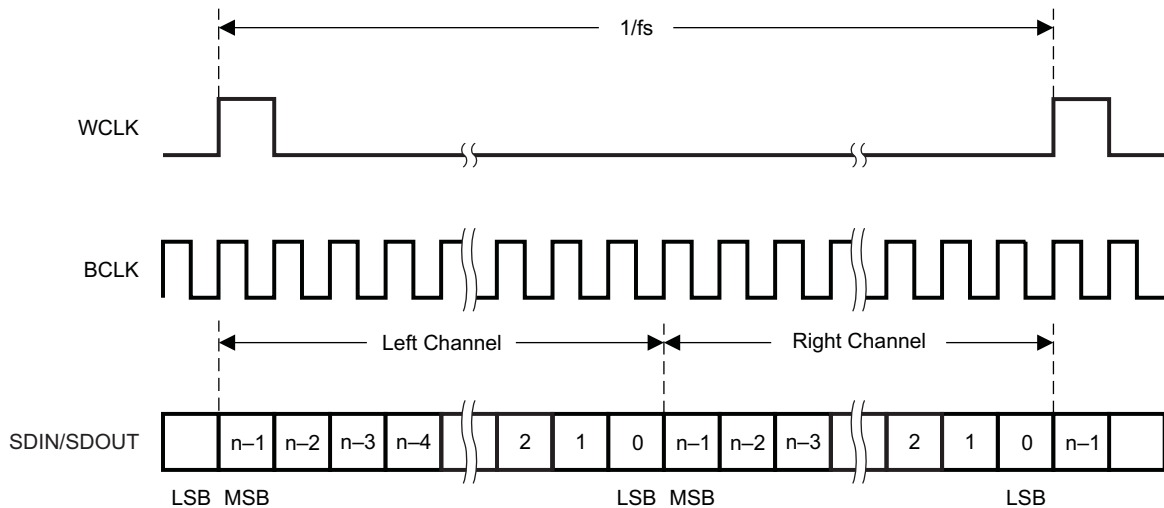 1/fs
WCLK
BCLK
Left Channel
Right Channel
SDIN/SDOUT
n–1 n–2 n–3 n–4 2 1 0 n–1 n–2 n–3 2 1 0 n–1
LSB MSB LSB MSB LSB